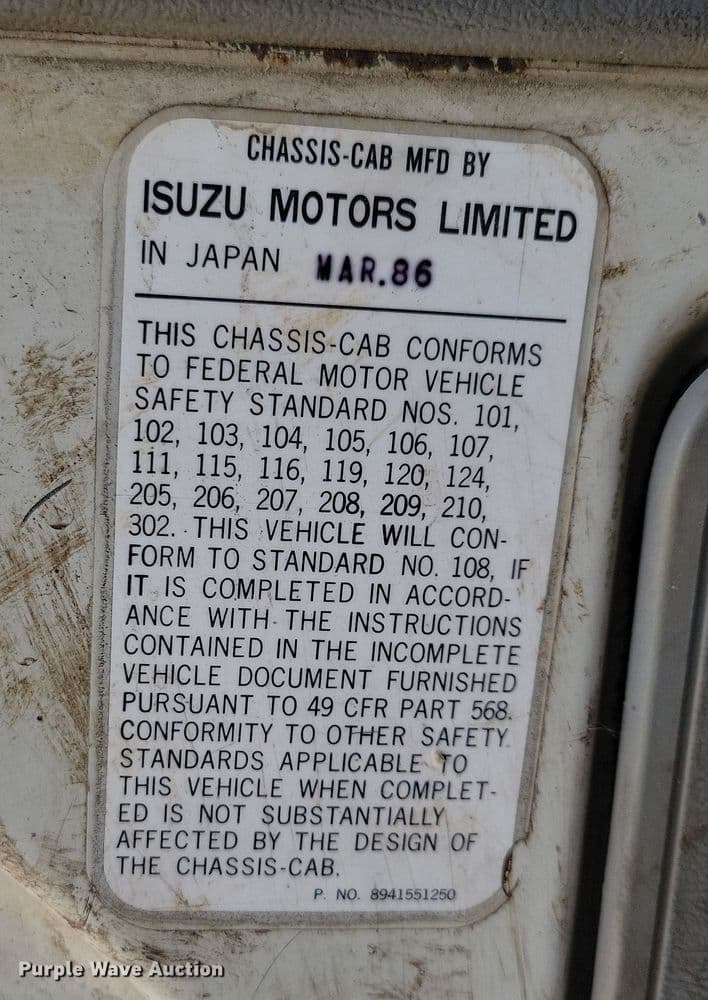 CHASSIS-CAB MFD BY
ISUZU MOTORS LIMITED
IN JAPAN MAR.86
THIS CHASSIS-CAB CONFORMS
TO FEDERAL MOTOR VEHICLE
SAFETY STANDARD NOS. 101,
102, 103, 104, 105, 106, 107,
111, 115, 116, 119, 120, 124,
205, 206, 207, 208, 209, 210,
302. THIS VEHICLE WILL CON-
FORM TO STANDARD NO. 108, IF
IT IS COMPLETED IN ACCORD-
ANCE WITH THE INSTRUCTIONS
CONTAINED IN THE INCOMPLETE
VEHICLE DOCUMENT FURNISHED
PURSUANT TO 49 CFR PART 568.
CONFORMITY TO OTHER SAFETY
STANDARDS APPLICABLE TO
THIS VEHICLE WHEN COMPLET-
ED IS NOT SUBSTANTIALLY
AFFECTED BY THE DESIGN OF
THE CHASSIS-CAB.
P. NO. 8941551250
Purple Wave Auction